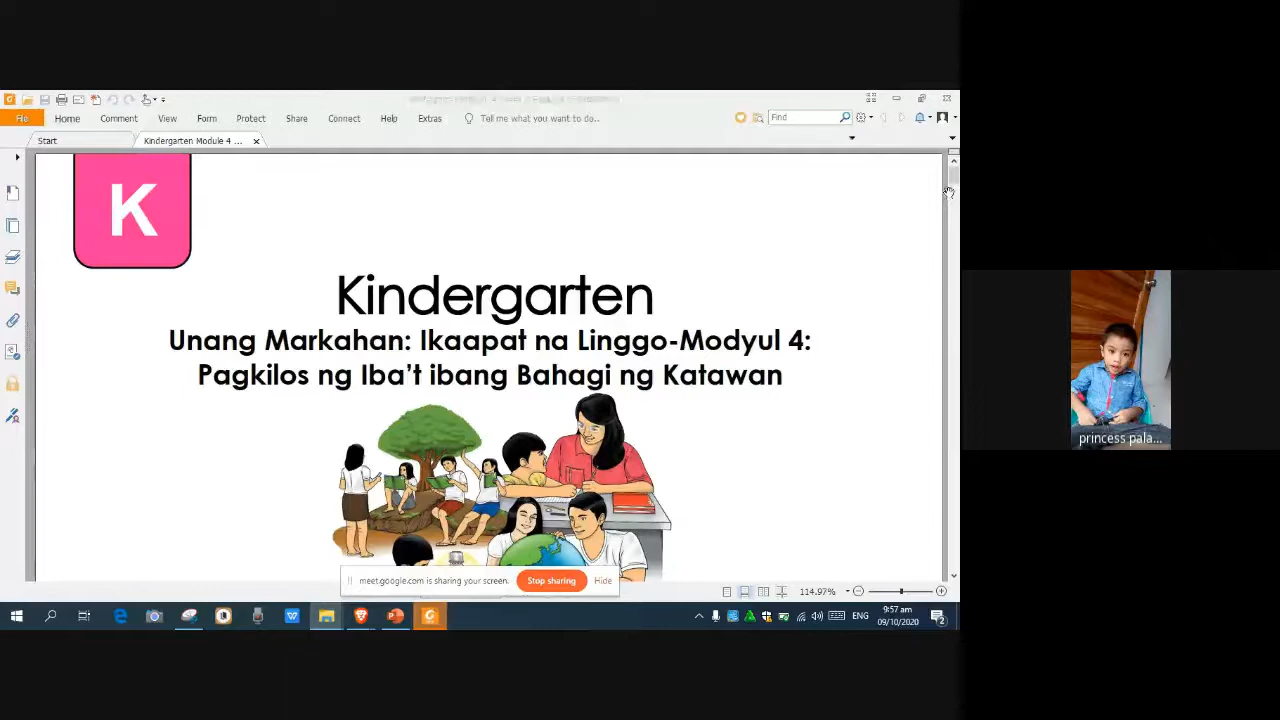 File Home Comment View Form Protect Share Connect Help Extras Tell me what you want to do.. Find
Start Kindergarten Module 4 ...
K
Kindergarten
Unang Markahan: Ikaapat na Linggo-Modyul 4:
Pagkilos ng Iba't ibang Bahagi ng Katawan
princess pala...
meet.google.com is sharing your screen. Stop sharing Hide
114.97%
ENG 9:57 am
09/10/2020
2